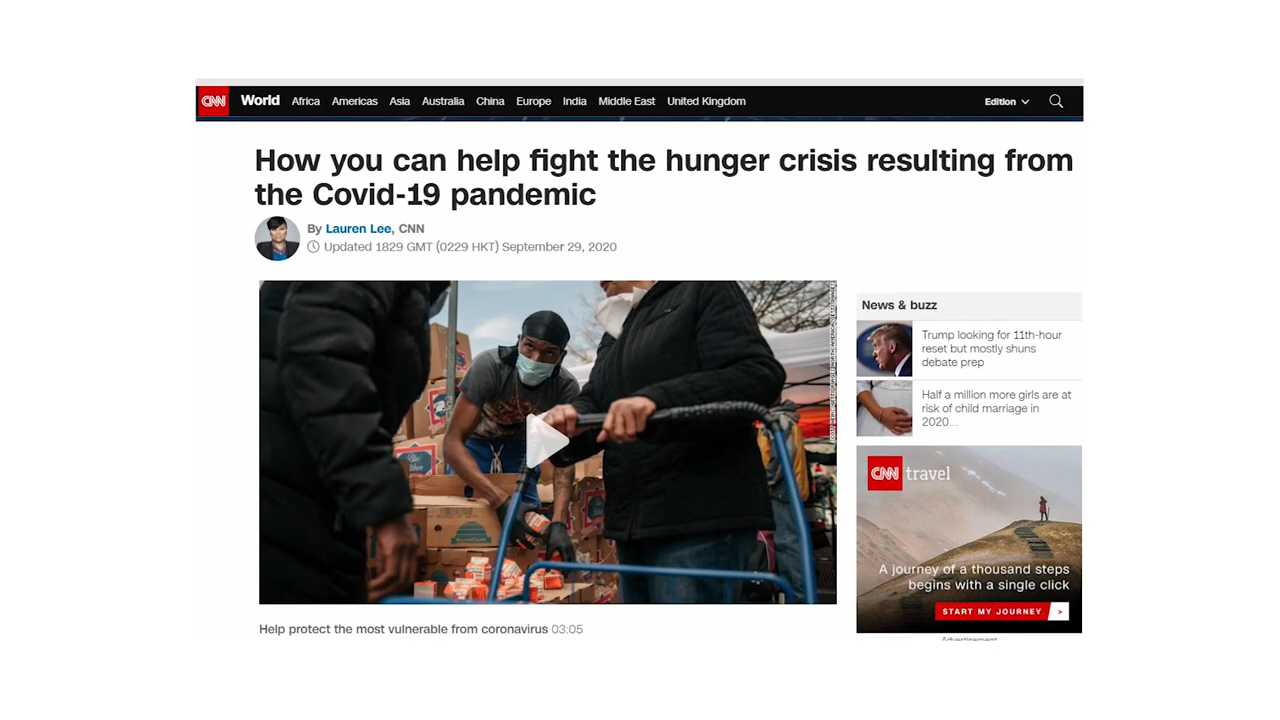 CNN World Africa Americas Asia Australia China Europe India Middle East United Kingdom Edition
How you can help fight the hunger crisis resulting from
the Covid-19 pandemic
By Lauren Lee, CNN
Updated 1829 GMT (0229 HKT) September 29, 2020
Help protect the most vulnerable from coronavirus 03:05
News & buzz
Trump looking for 11th-hour
reset but mostly shuns
debate prep
Half a million more girls are at
risk of child marriage in
2020...
CNN travel
A journey of a thousand steps
begins with a single click
START MY JOURNEY >
Advertisement